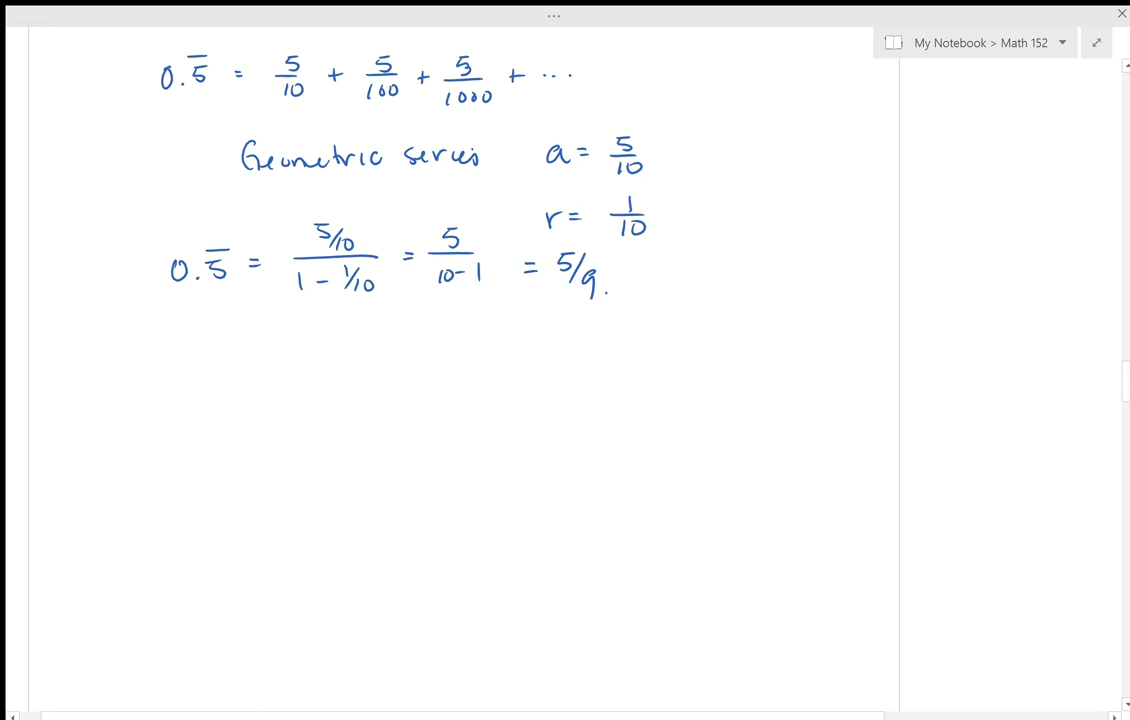 ...
My Notebook > Math 152
0.5̅ = 5/10 + 5/100 + 5/1000 + ...
Geometric series a = 5/10
r = 1/10
0.5̅ = (5/10)/(1 - 1/10) = 5/(10-1) = 5/9.